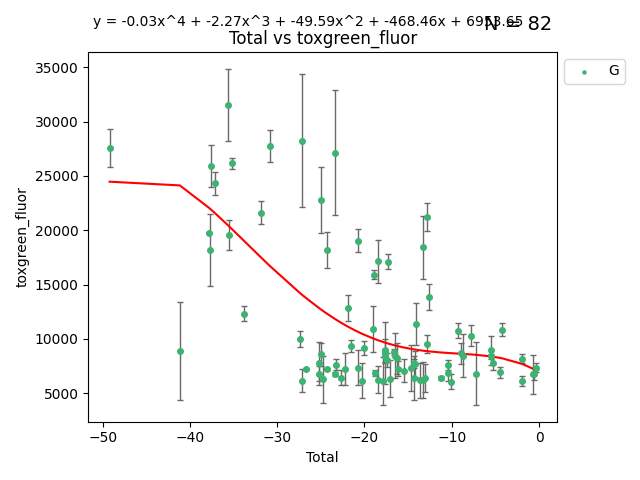 y = -0.03x^4 + -2.27x^3 + -49.59x^2 + -468.46x + 
N = 82
Total vs toxgreen_fluor
35000
30000
25000
20000
15000
10000
5000
toxgreen_fluor
−50 −40 −30 −20 −10 0
Total
G